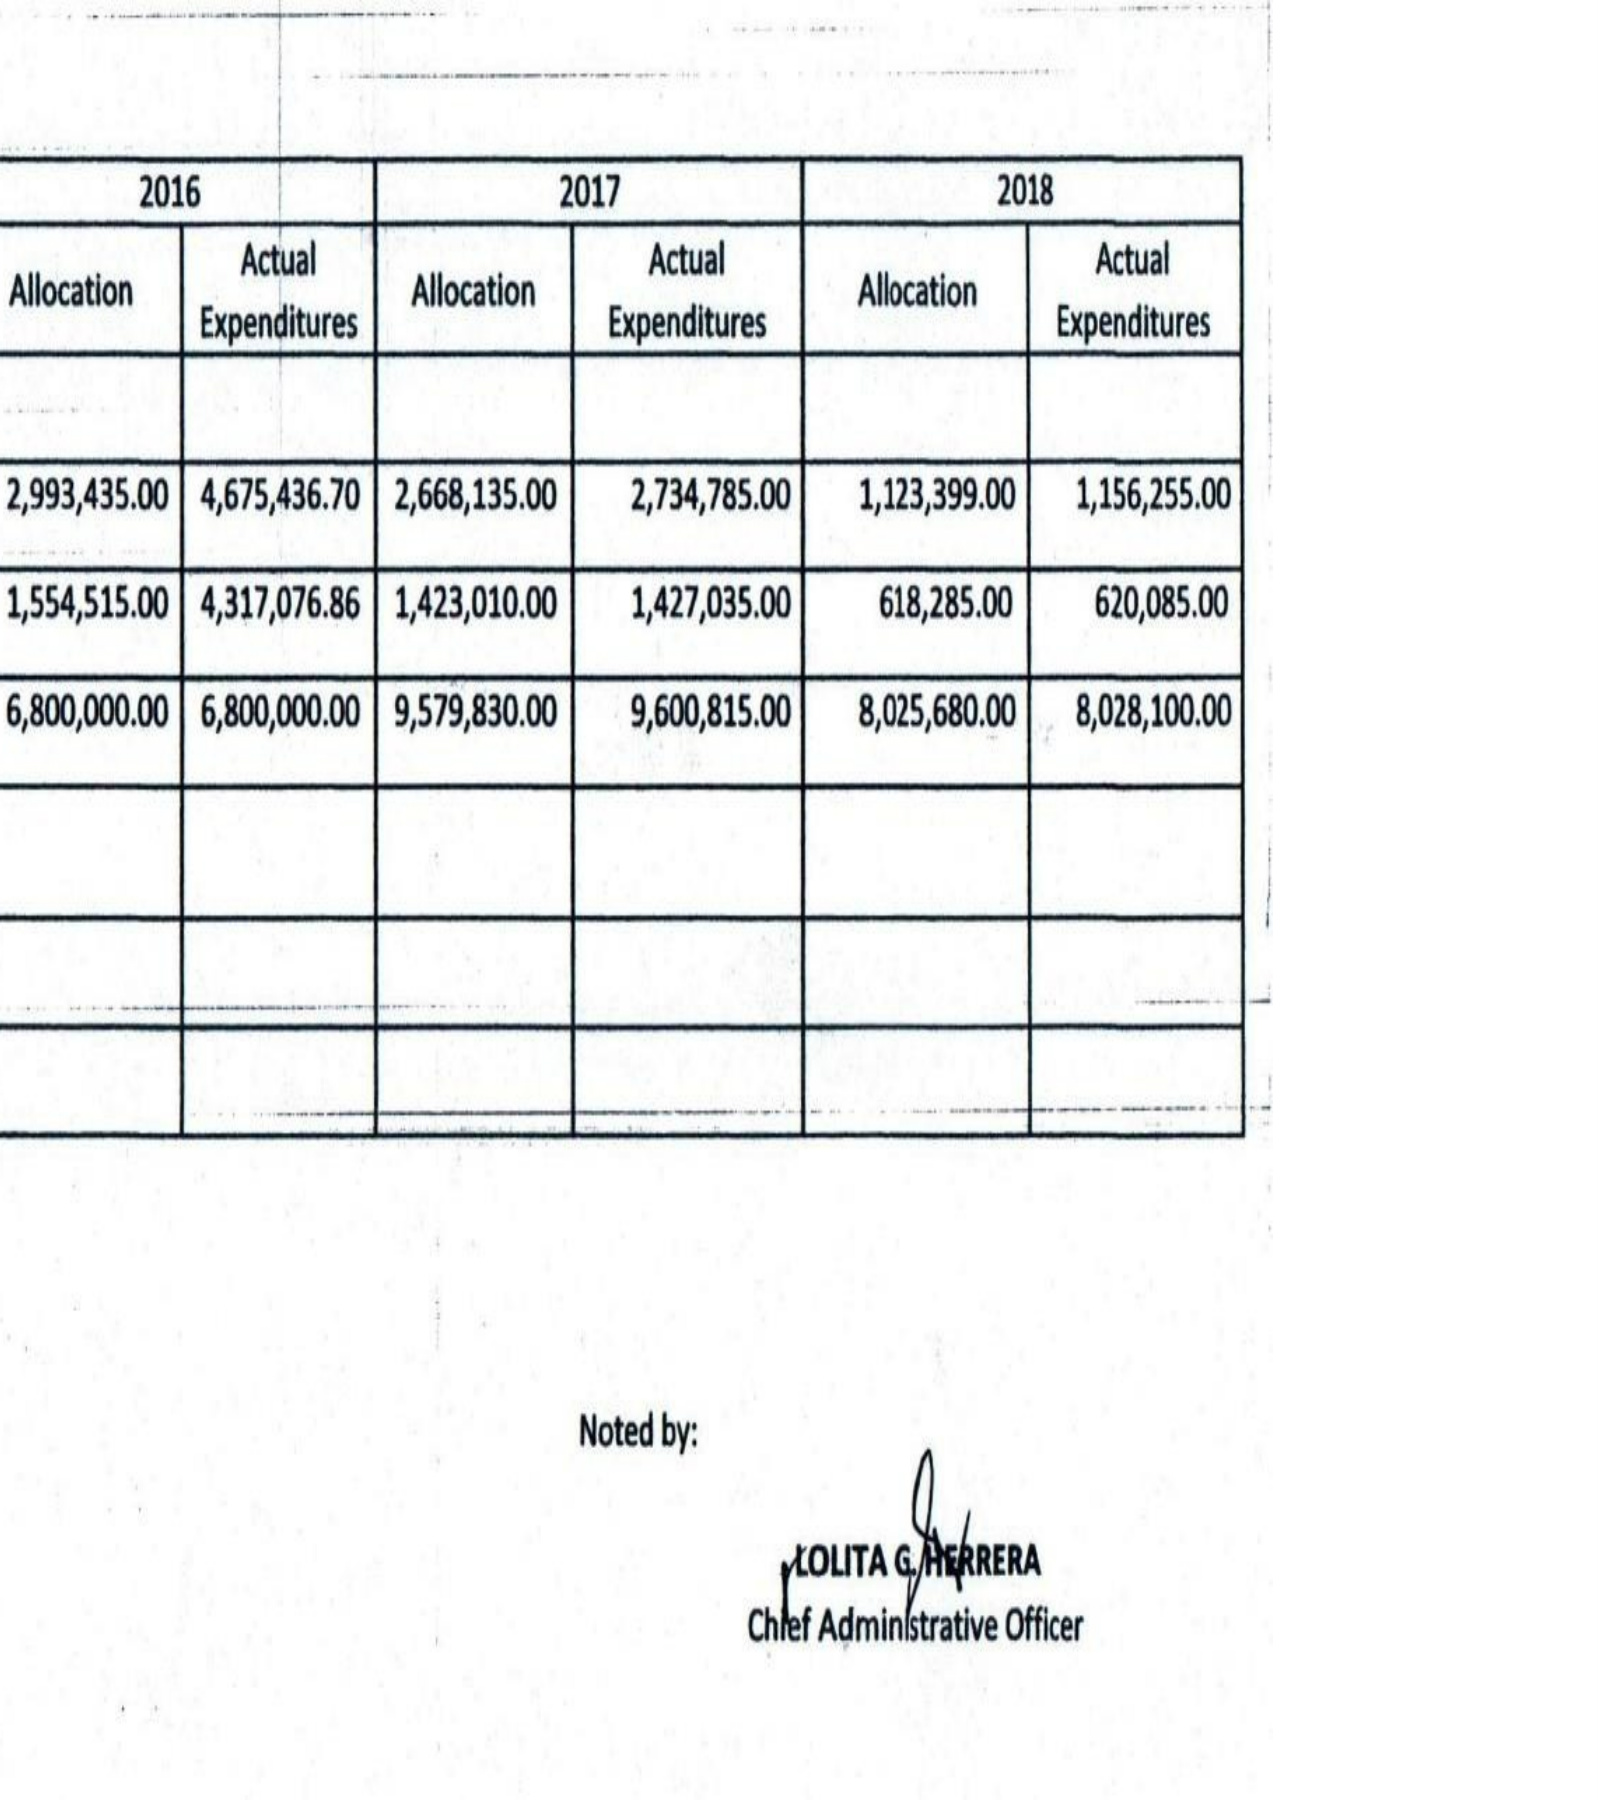 2016 2017 2018
Allocation Actual Expenditures Allocation Actual Expenditures Allocation Actual Expenditures
2,993,435.00 4,675,436.70 2,668,135.00 2,734,785.00 1,123,399.00 1,156,255.00
1,554,515.00 4,317,076.86 1,423,010.00 1,427,035.00 618,285.00 620,085.00
6,800,000.00 6,800,000.00 9,579,830.00 9,600,815.00 8,025,680.00 8,028,100.00
Noted by:
LOLITA G. HERRERA
Chief Administrative Officer